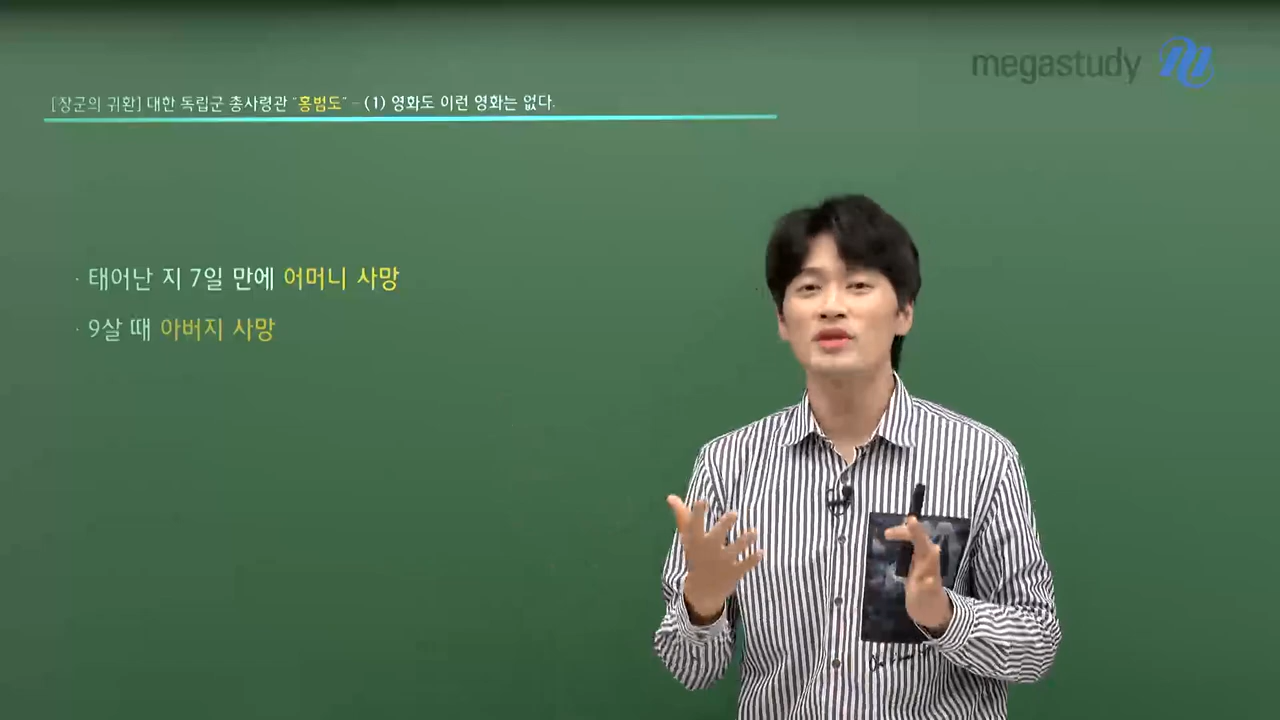 megastudy
[장군의 귀환] 대한 독립군 총사령관 "홍범도" - (1) 영화도 이런 영화는 없다.
· 태어난 지 7일 만에 어머니 사망
· 9살 때 아버지 사망